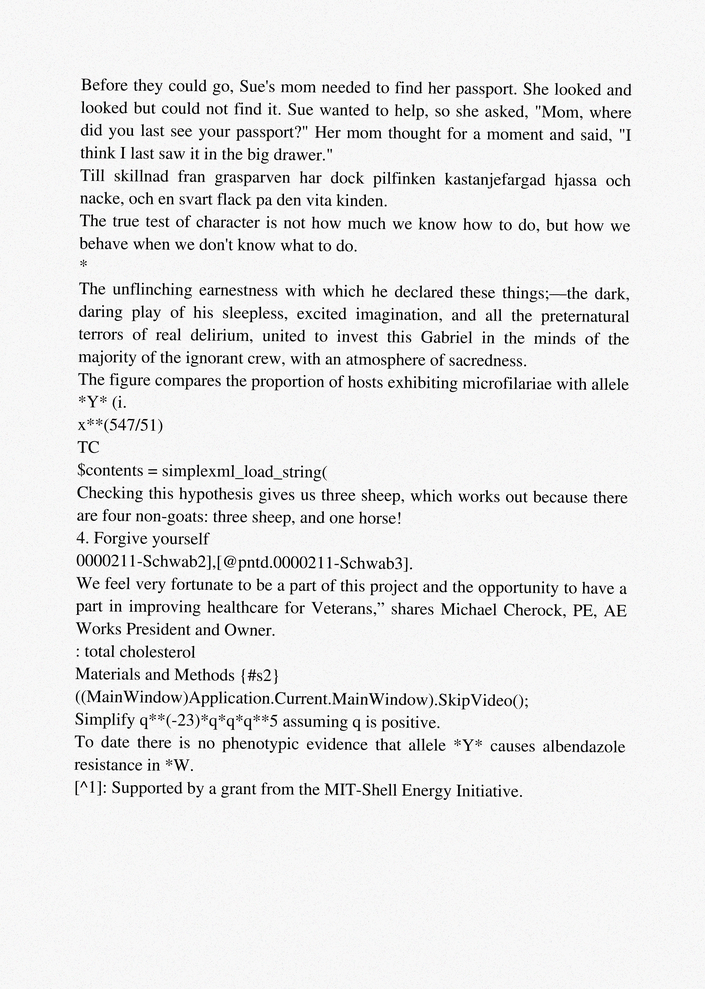 Before they could go, Sue's mom needed to find her passport. She looked and
looked but could not find it. Sue wanted to help, so she asked, "Mom, where
did you last see your passport?" Her mom thought for a moment and said, "I
think I last saw it in the big drawer."
Till skillnad fran grasparven har dock pilfinken kastanjefargad hjassa och
nacke, och en svart flack pa den vita kinden.
The true test of character is not how much we know how to do, but how we
behave when we don't know what to do.
*
The unflinching earnestness with which he declared these things;—the dark,
daring play of his sleepless, excited imagination, and all the preternatural
terrors of real delirium, united to invest this Gabriel in the minds of the
majority of the ignorant crew, with an atmosphere of sacredness.
The figure compares the proportion of hosts exhibiting microfilariae with allele
*Y* (i.
x**(547/51)
TC
$contents = simplexml_load_string(
Checking this hypothesis gives us three sheep, which works out because there
are four non-goats: three sheep, and one horse!
4. Forgive yourself
0000211-Schwab2],[@pntd.0000211-Schwab3].
We feel very fortunate to be a part of this project and the opportunity to have a
part in improving healthcare for Veterans,” shares Michael Cherock, PE, AE
Works President and Owner.
: total cholesterol
Materials and Methods {#s2}
((MainWindow)Application.Current.MainWindow).SkipVideo();
Simplify q**(-23)*q*q*q**5 assuming q is positive.
To date there is no phenotypic evidence that allele *Y* causes albendazole
resistance in *W.
[^1]: Supported by a grant from the MIT-Shell Energy Initiative.